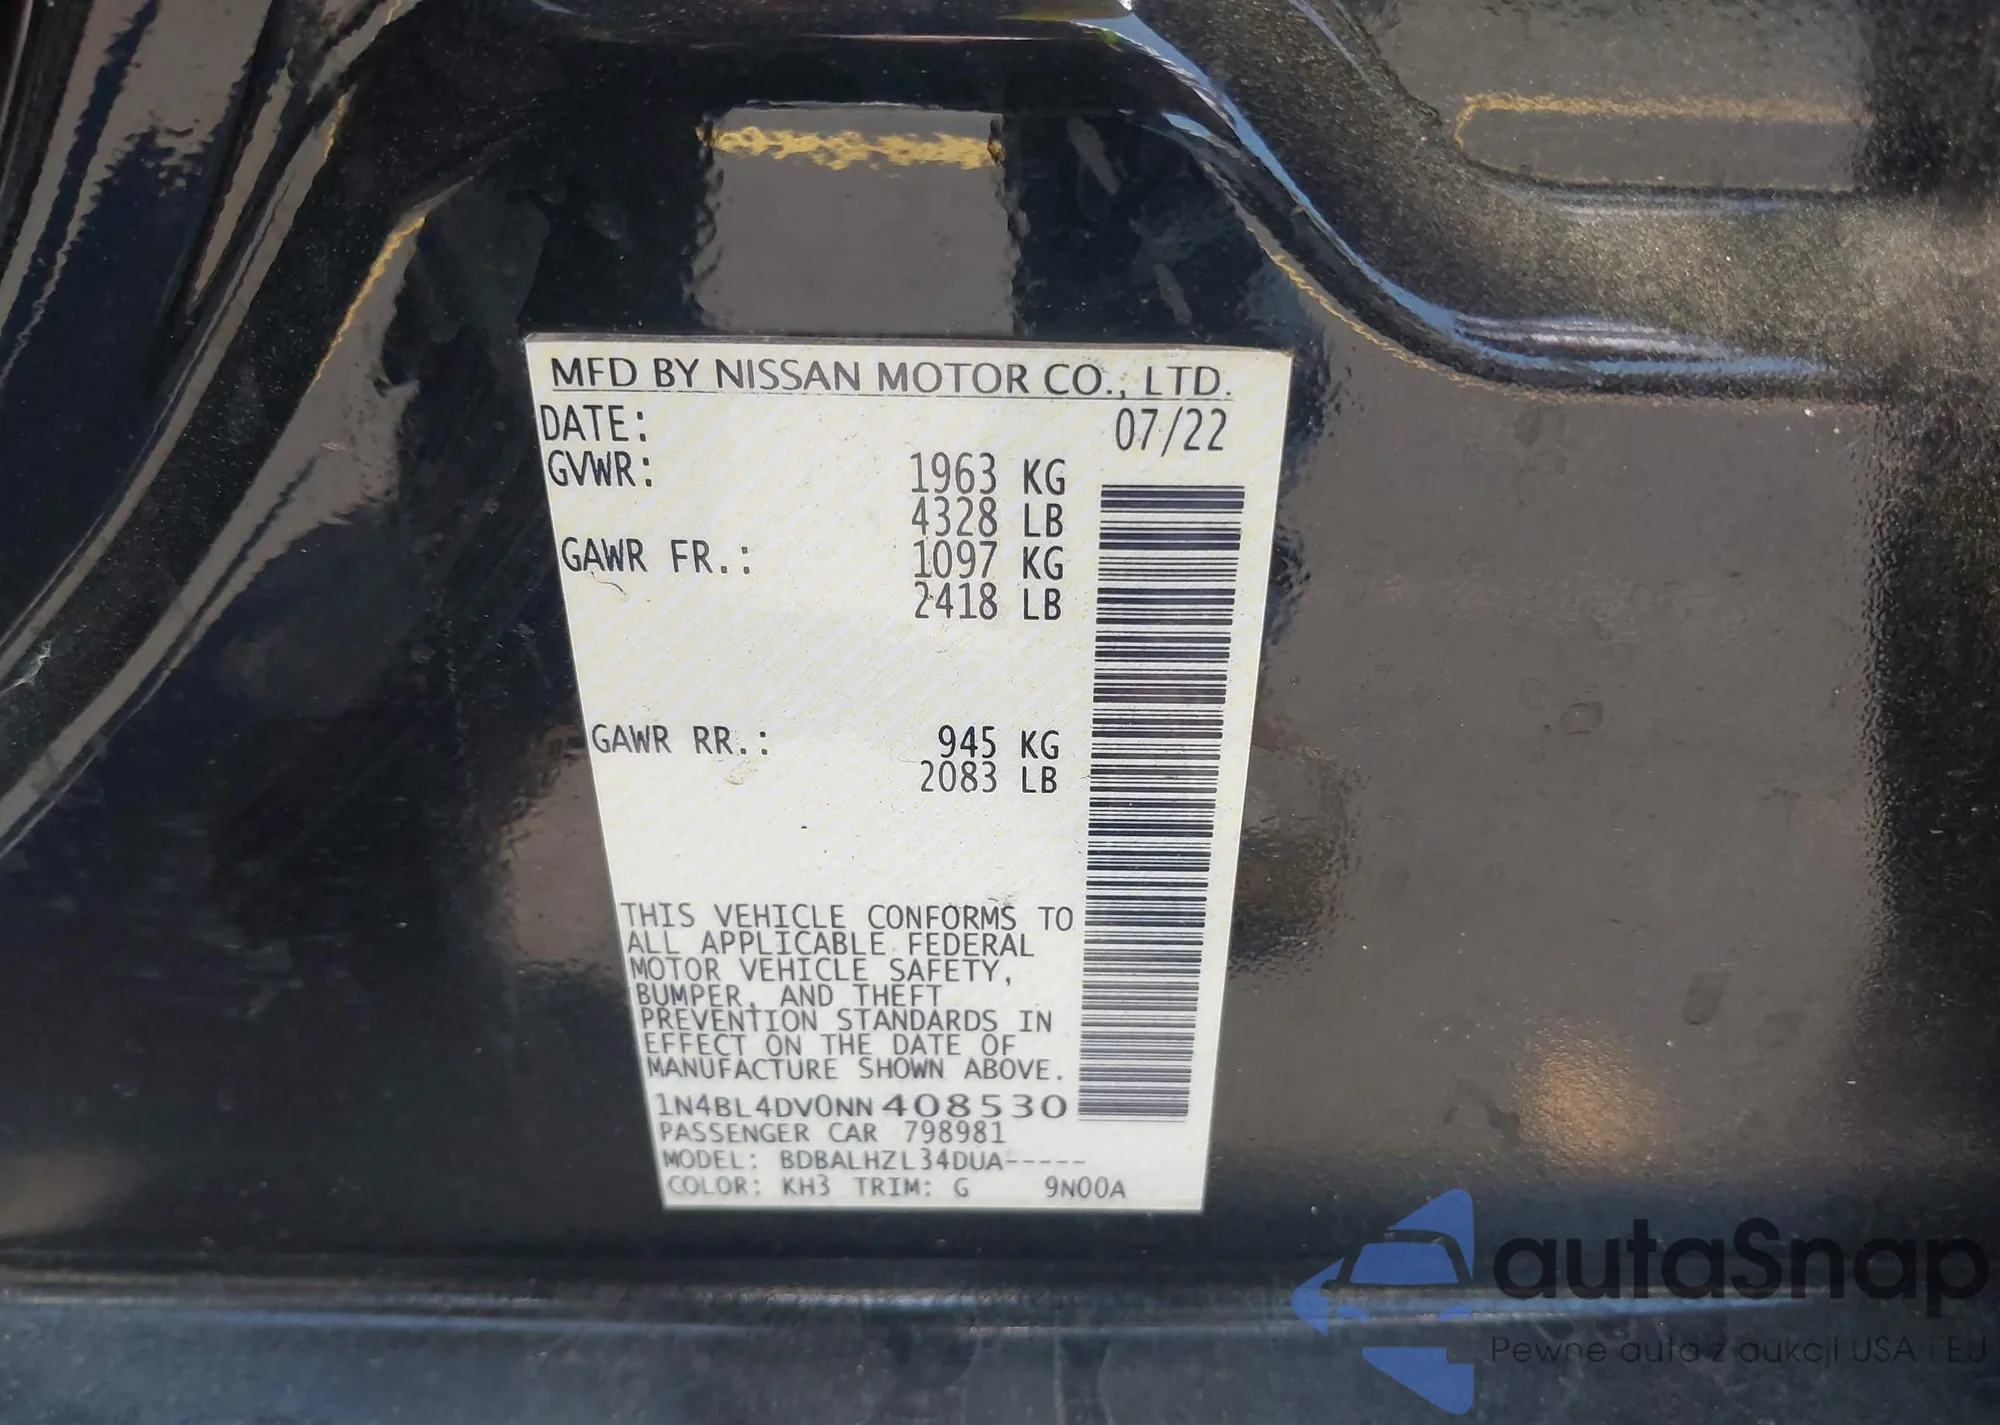 MFD BY NISSAN MOTOR CO., LTD.
DATE: 07/22
GVWR: 1963 KG
4328 LB
GAWR FR.: 1097 KG
2418 LB
GAWR RR.: 945 KG
2083 LB
THIS VEHICLE CONFORMS TO
ALL APPLICABLE FEDERAL
MOTOR VEHICLE SAFETY,
BUMPER, AND THEFT
PREVENTION STANDARDS IN
EFFECT ON THE DATE OF
MANUFACTURE SHOWN ABOVE.
1N4BL4DV0NN408530
PASSENGER CAR 798981
MODEL: BDBALHZL34DUA-----
COLOR: KH3 TRIM: G 9N00A
autaSnap
Pewne auta z aukcji USA i EU